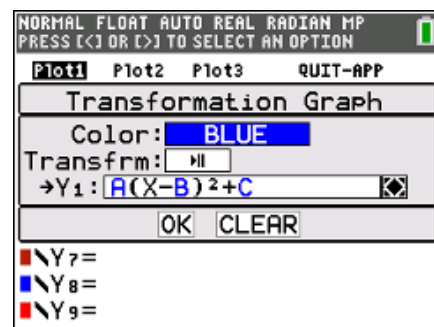 NORMAL FLOAT AUTO REAL RADIAN MP
PRESS [<] OR [>] TO SELECT AN OPTION
Plot1 Plot2 Plot3 QUIT-APP
Transformation Graph
Color: BLUE
Transfrm:
→Y₁: A(X-B)²+C
OK CLEAR
\Y₇=
\Y₈=
\Y₉=